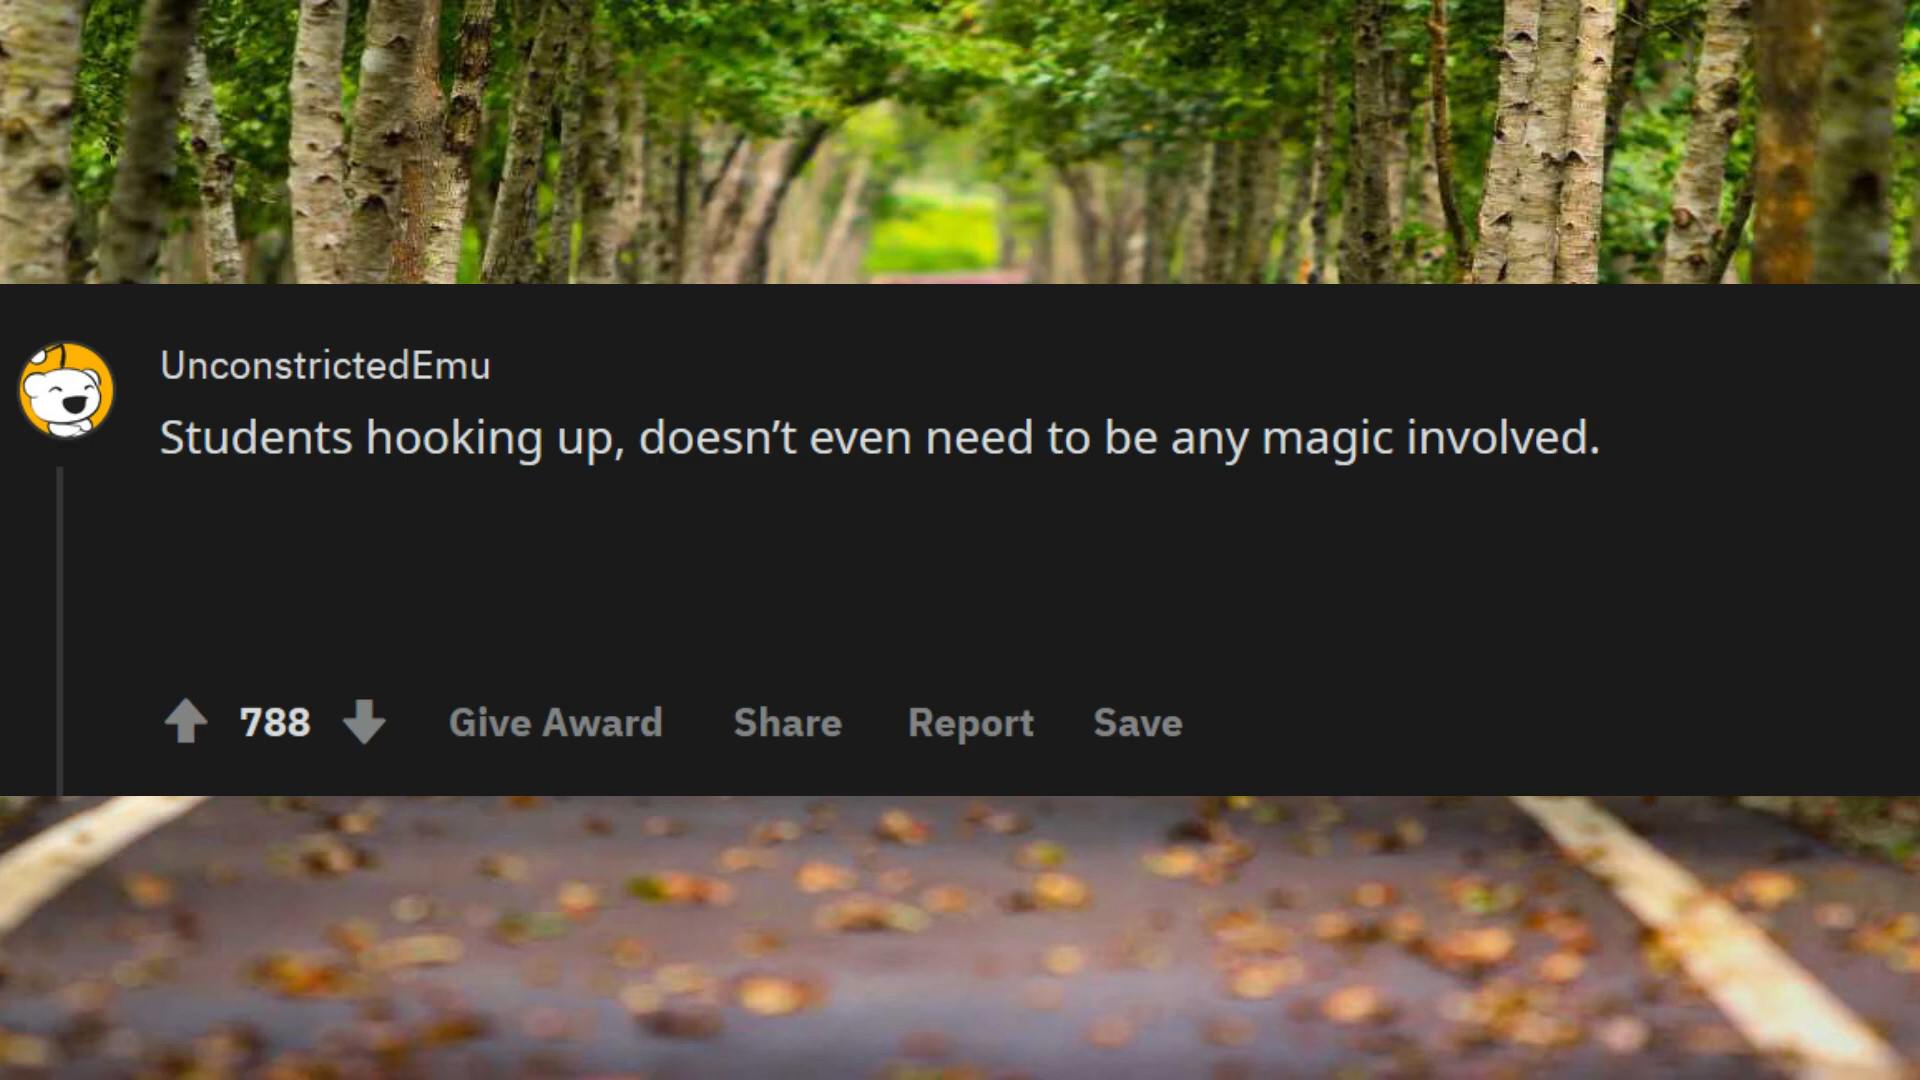 UnconstrictedEmu
Students hooking up, doesn’t even need to be any magic involved.
788 Give Award Share Report Save